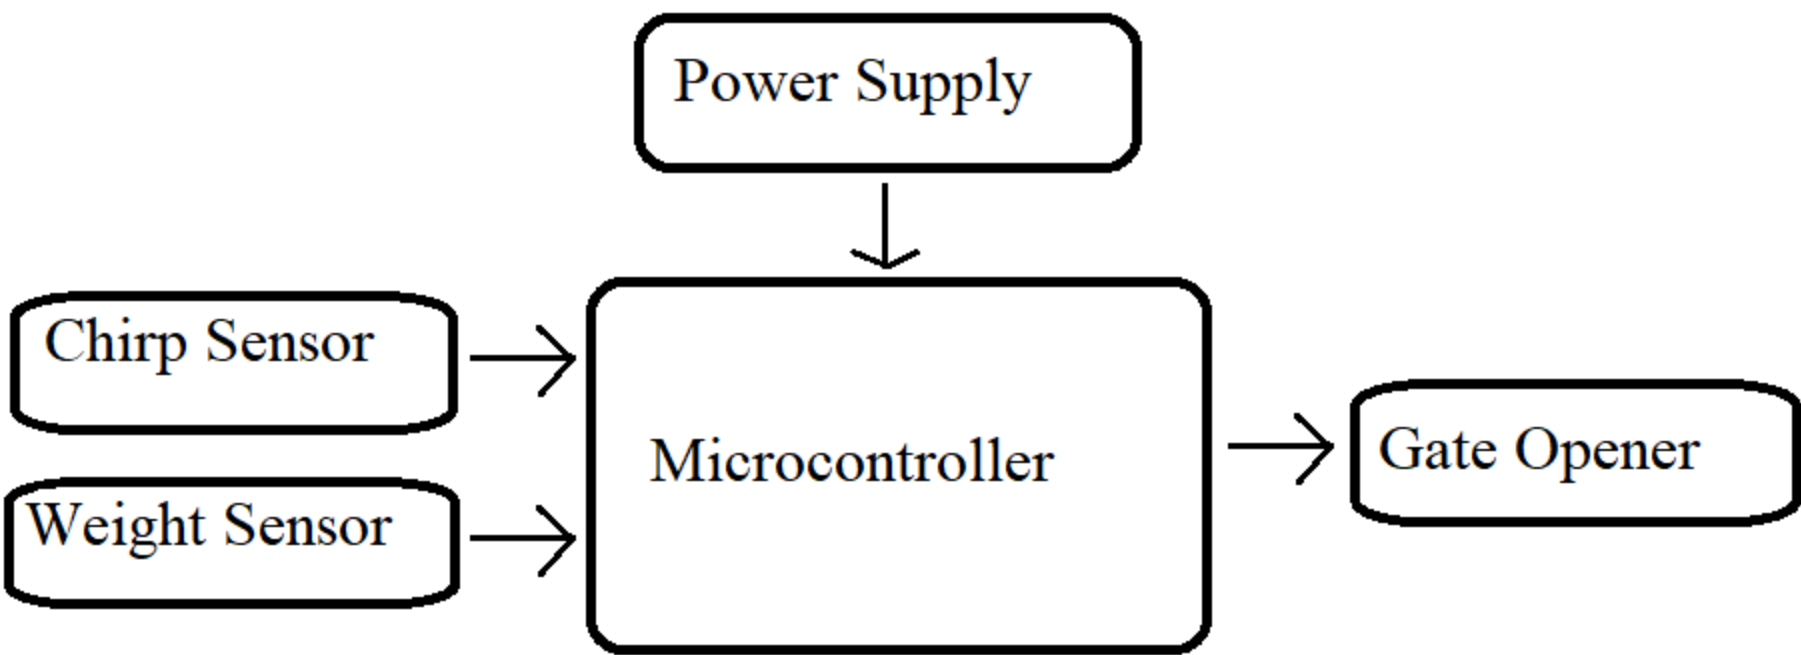 Power Supply
Chirp Sensor
Weight Sensor
Microcontroller
Gate Opener